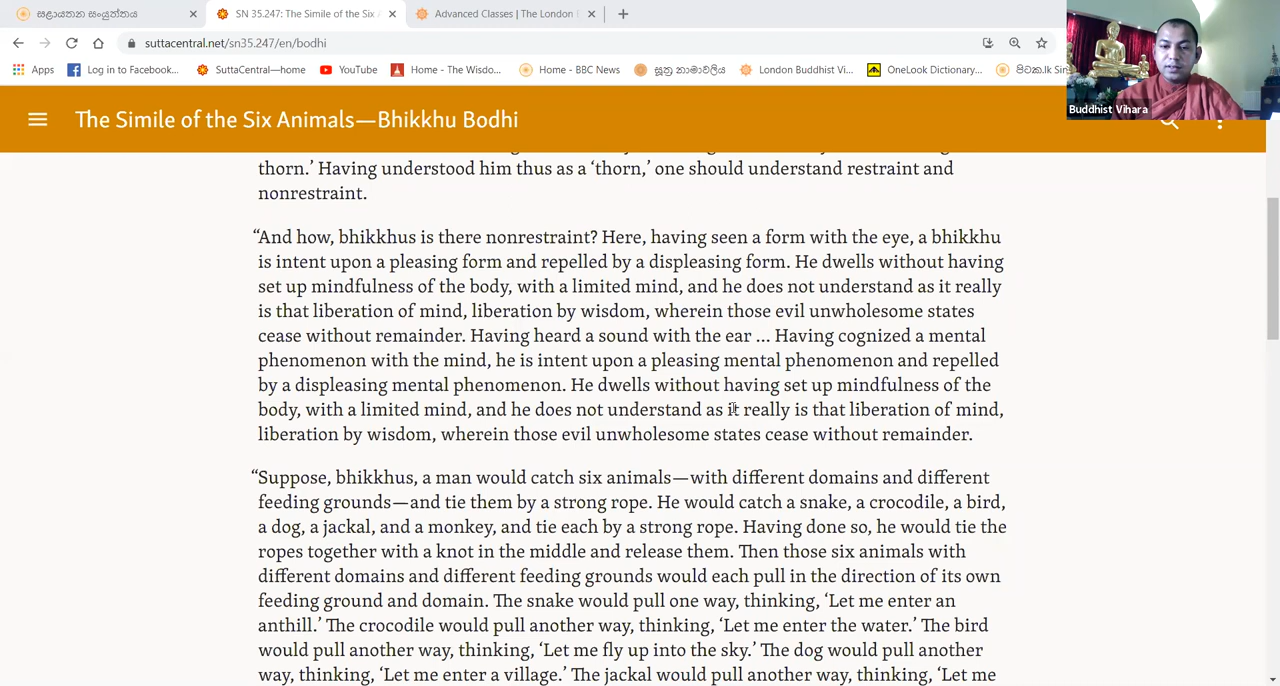 සළායතන සංයුත්තය
SN 35.247: The Simile of the Six A
Advanced Classes | The London B
suttacentral.net/sn35.247/en/bodhi
Apps
Log in to Facebook...
SuttaCentral—home
YouTube
Home - The Wisdo...
Home - BBC News
සූත්‍ර නාමාවලිය
London Buddhist Vi...
OneLook Dictionary...
පිටක.lk Sin
Buddhist Vihara
The Simile of the Six Animals—Bhikkhu Bodhi
thorn.’ Having understood him thus as a ‘thorn,’ one should understand restraint and
nonrestraint.
“And how, bhikkhus is there nonrestraint? Here, having seen a form with the eye, a bhikkhu
is intent upon a pleasing form and repelled by a displeasing form. He dwells without having
set up mindfulness of the body, with a limited mind, and he does not understand as it really
is that liberation of mind, liberation by wisdom, wherein those evil unwholesome states
cease without remainder. Having heard a sound with the ear … Having cognized a mental
phenomenon with the mind, he is intent upon a pleasing mental phenomenon and repelled
by a displeasing mental phenomenon. He dwells without having set up mindfulness of the
body, with a limited mind, and he does not understand as it really is that liberation of mind,
liberation by wisdom, wherein those evil unwholesome states cease without remainder.
“Suppose, bhikkhus, a man would catch six animals—with different domains and different
feeding grounds—and tie them by a strong rope. He would catch a snake, a crocodile, a bird,
a dog, a jackal, and a monkey, and tie each by a strong rope. Having done so, he would tie the
ropes together with a knot in the middle and release them. Then those six animals with
different domains and different feeding grounds would each pull in the direction of its own
feeding ground and domain. The snake would pull one way, thinking, ‘Let me enter an
anthill.’ The crocodile would pull another way, thinking, ‘Let me enter the water.’ The bird
would pull another way, thinking, ‘Let me fly up into the sky.’ The dog would pull another
way, thinking, ‘Let me enter a village.’ The jackal would pull another way, thinking, ‘Let me